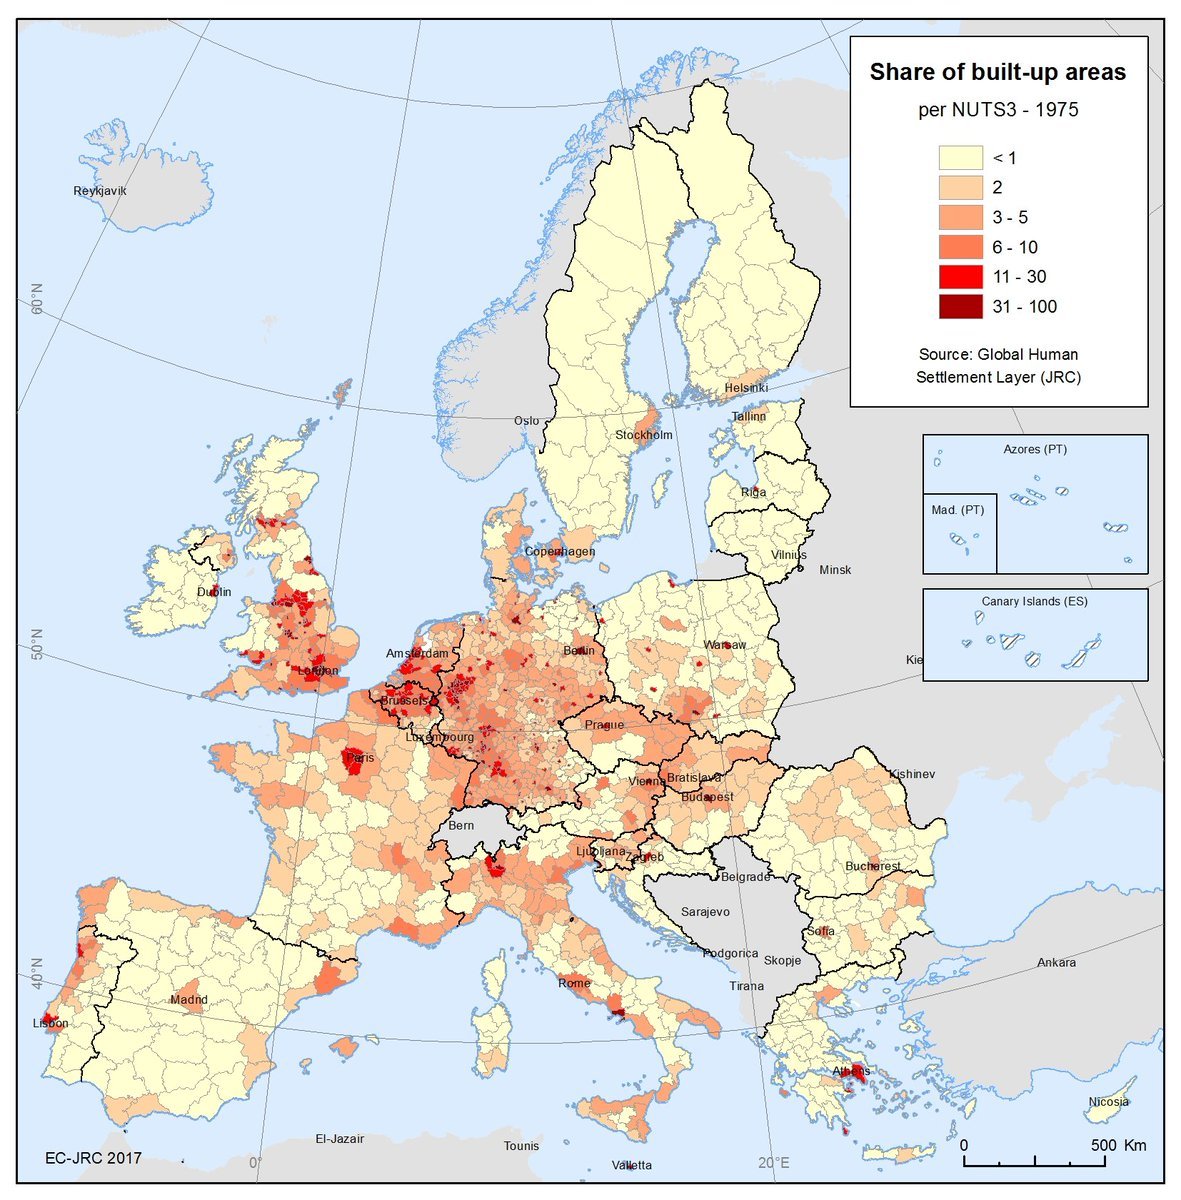 Share of built-up areas
per NUTS3 - 1975
< 1
2
3 - 5
6 - 10
11 - 30
31 - 100
Source: Global Human
Settlement Layer (JRC)
Azores (PT)
Mad. (PT)
Canary Islands (ES)
60°N
50°N
40°N
0°
20°E
Reykjavik
Oslo
Helsinki
Tallinn
Stockholm
Riga
Copenhagen
Vilnius
Minsk
Dublin
Amsterdam
Berlin
Warsaw
Kie
London
Brussels
Luxembourg
Prague
Paris
Vienna
Bratislava
Budapest
Kishinev
Bern
Ljubljana
Zagreb
Belgrade
Bucharest
Sarajevo
Sofia
Podgorica
Skopje
Ankara
Rome
Tirana
Madrid
Lisbon
Athens
Nicosia
El-Jazair
Tounis
Valletta
0
500 Km
EC-JRC 2017